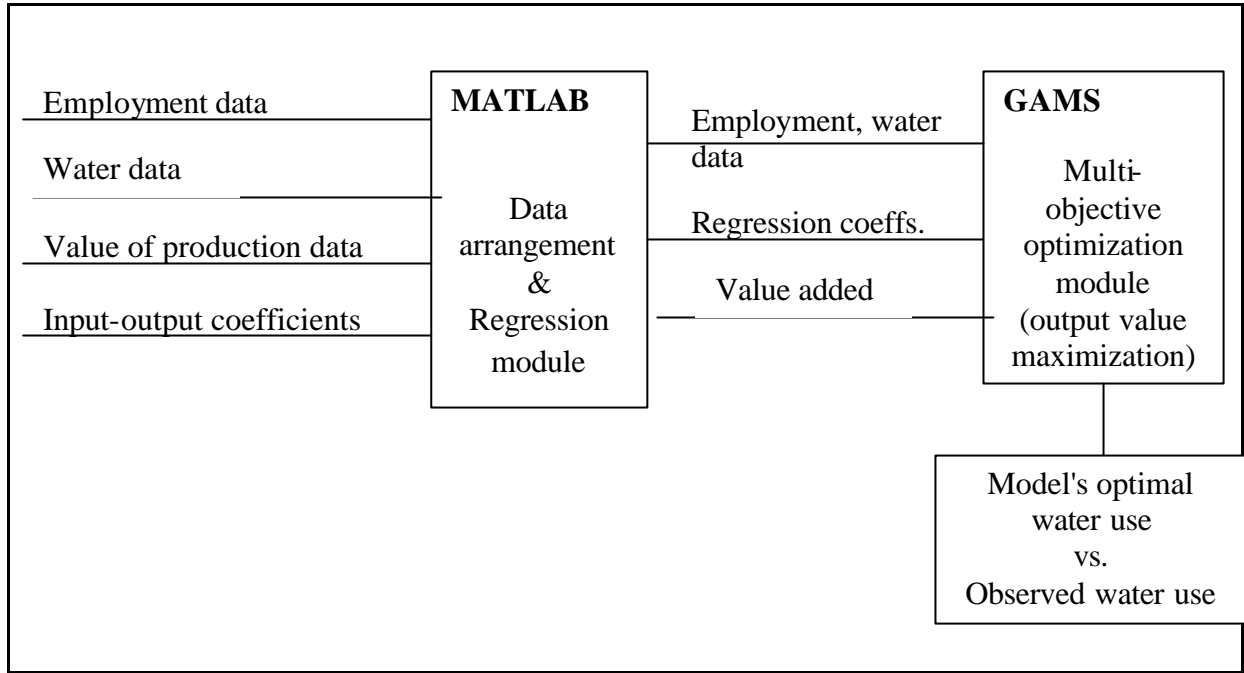 Employment data
Water data
Value of production data
Input-output coefficients
MATLAB
Data
arrangement
&
Regression
module
Employment, water
data
Regression coeffs.
Value added
GAMS
Multi-
objective
optimization
module
(output value
maximization)
Model's optimal
water use
vs.
Observed water use